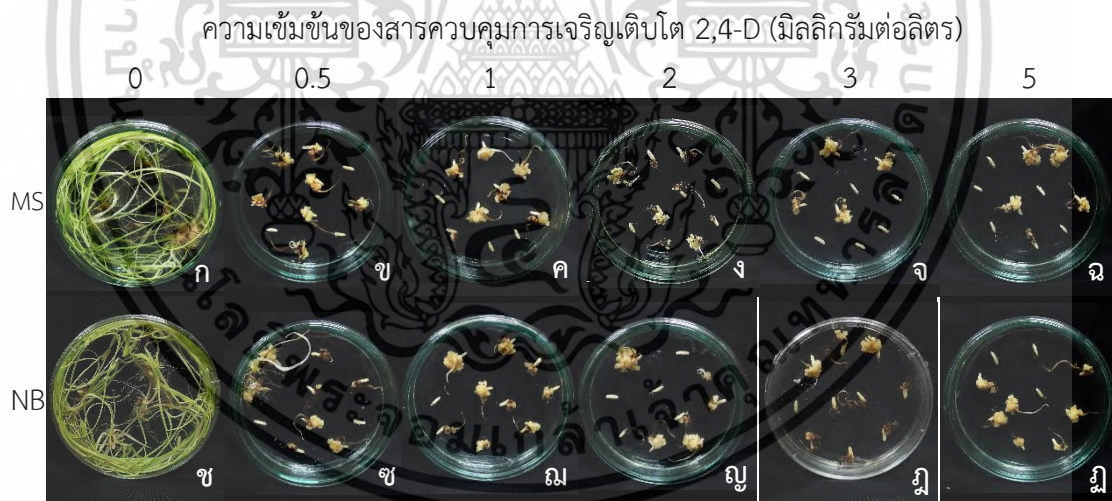 ความเข้มข้นของสารควบคุมการเจริญเติบโต 2,4-D (มิลลิกรัมต่อลิตร)
0 0.5 1 2 3 5
MS ก ข ค ง จ ฉ
NB ช ซ ฌ ญ ฎ ฏ